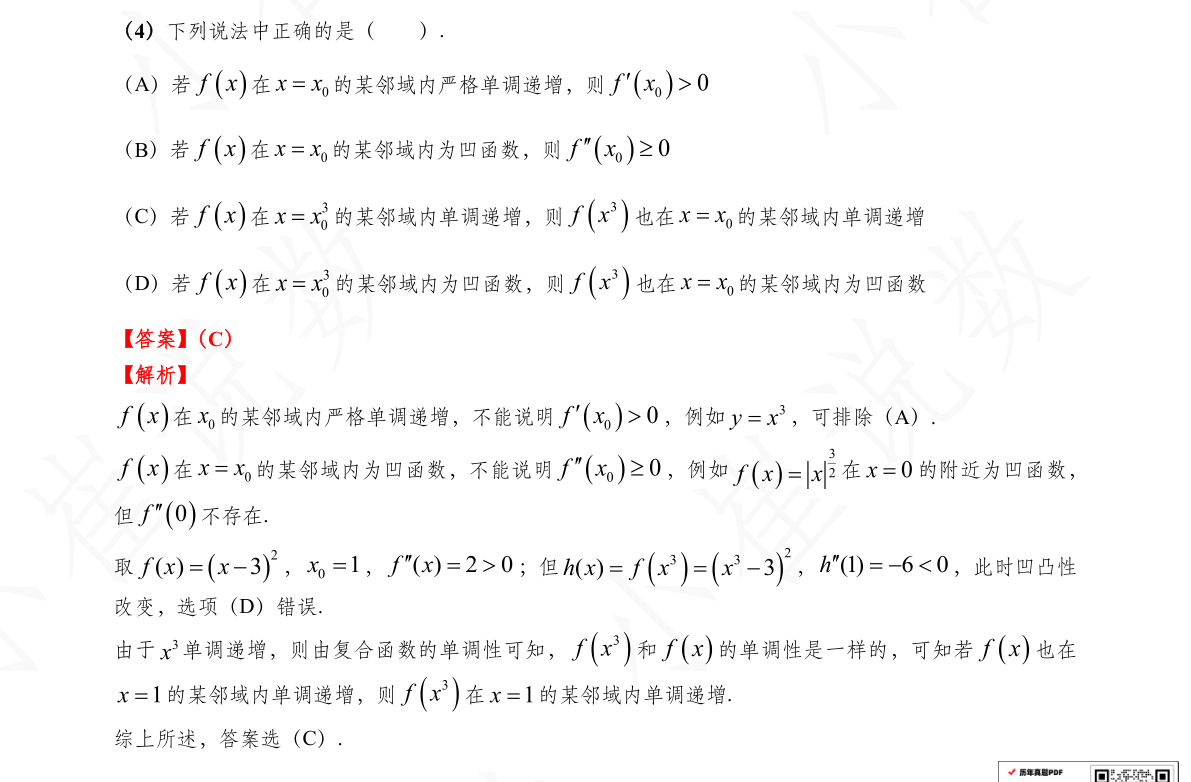 (4) 下列说法中正确的是（　　）.
（A）若 f(x) 在 x = x₀ 的某邻域内严格单调递增，则 f′(x₀) > 0
（B）若 f(x) 在 x = x₀ 的某邻域内为凹函数，则 f″(x₀) ≥ 0
（C）若 f(x) 在 x = x₀³ 的某邻域内单调递增，则 f(x³) 也在 x = x₀ 的某邻域内单调递增
（D）若 f(x) 在 x = x₀³ 的某邻域内为凹函数，则 f(x³) 也在 x = x₀ 的某邻域内为凹函数
【答案】（C）
【解析】
f(x) 在 x₀ 的某邻域内严格单调递增，不能说明 f′(x₀) > 0，例如 y = x³，可排除（A）.
f(x) 在 x = x₀ 的某邻域内为凹函数，不能说明 f″(x₀) ≥ 0，例如 f(x) = |x|^(3/2) 在 x = 0 的附近为凹函数，
但 f″(0) 不存在.
取 f(x) = (x−3)²，x₀ = 1，f″(x) = 2 > 0；但 h(x) = f(x³) = (x³−3)²，h″(1) = −6 < 0，此时凹凸性
改变，选项（D）错误.
由于 x³ 单调递增，则由复合函数的单调性可知，f(x³) 和 f(x) 的单调性是一样的，可知若 f(x) 也在
x = 1 的某邻域内单调递增，则 f(x³) 在 x = 1 的某邻域内单调递增.
综上所述，答案选（C）.
历年真题PDF
小崔说数
小崔说数